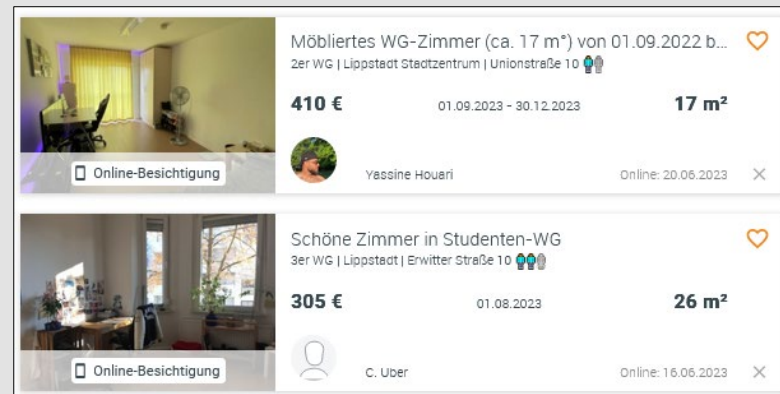 Möbliertes WG-Zimmer (ca. 17 m°) von 01.09.2022 b...
2er WG | Lippstadt Stadtzentrum | Unionstraße 10
410 € 01.09.2023 - 30.12.2023 17 m²
Online-Besichtigung
Yassine Houari Online: 20.06.2023
Schöne Zimmer in Studenten-WG
3er WG | Lippstadt | Erwitter Straße 10
305 € 01.08.2023 26 m²
Online-Besichtigung
C. Uber Online: 16.06.2023